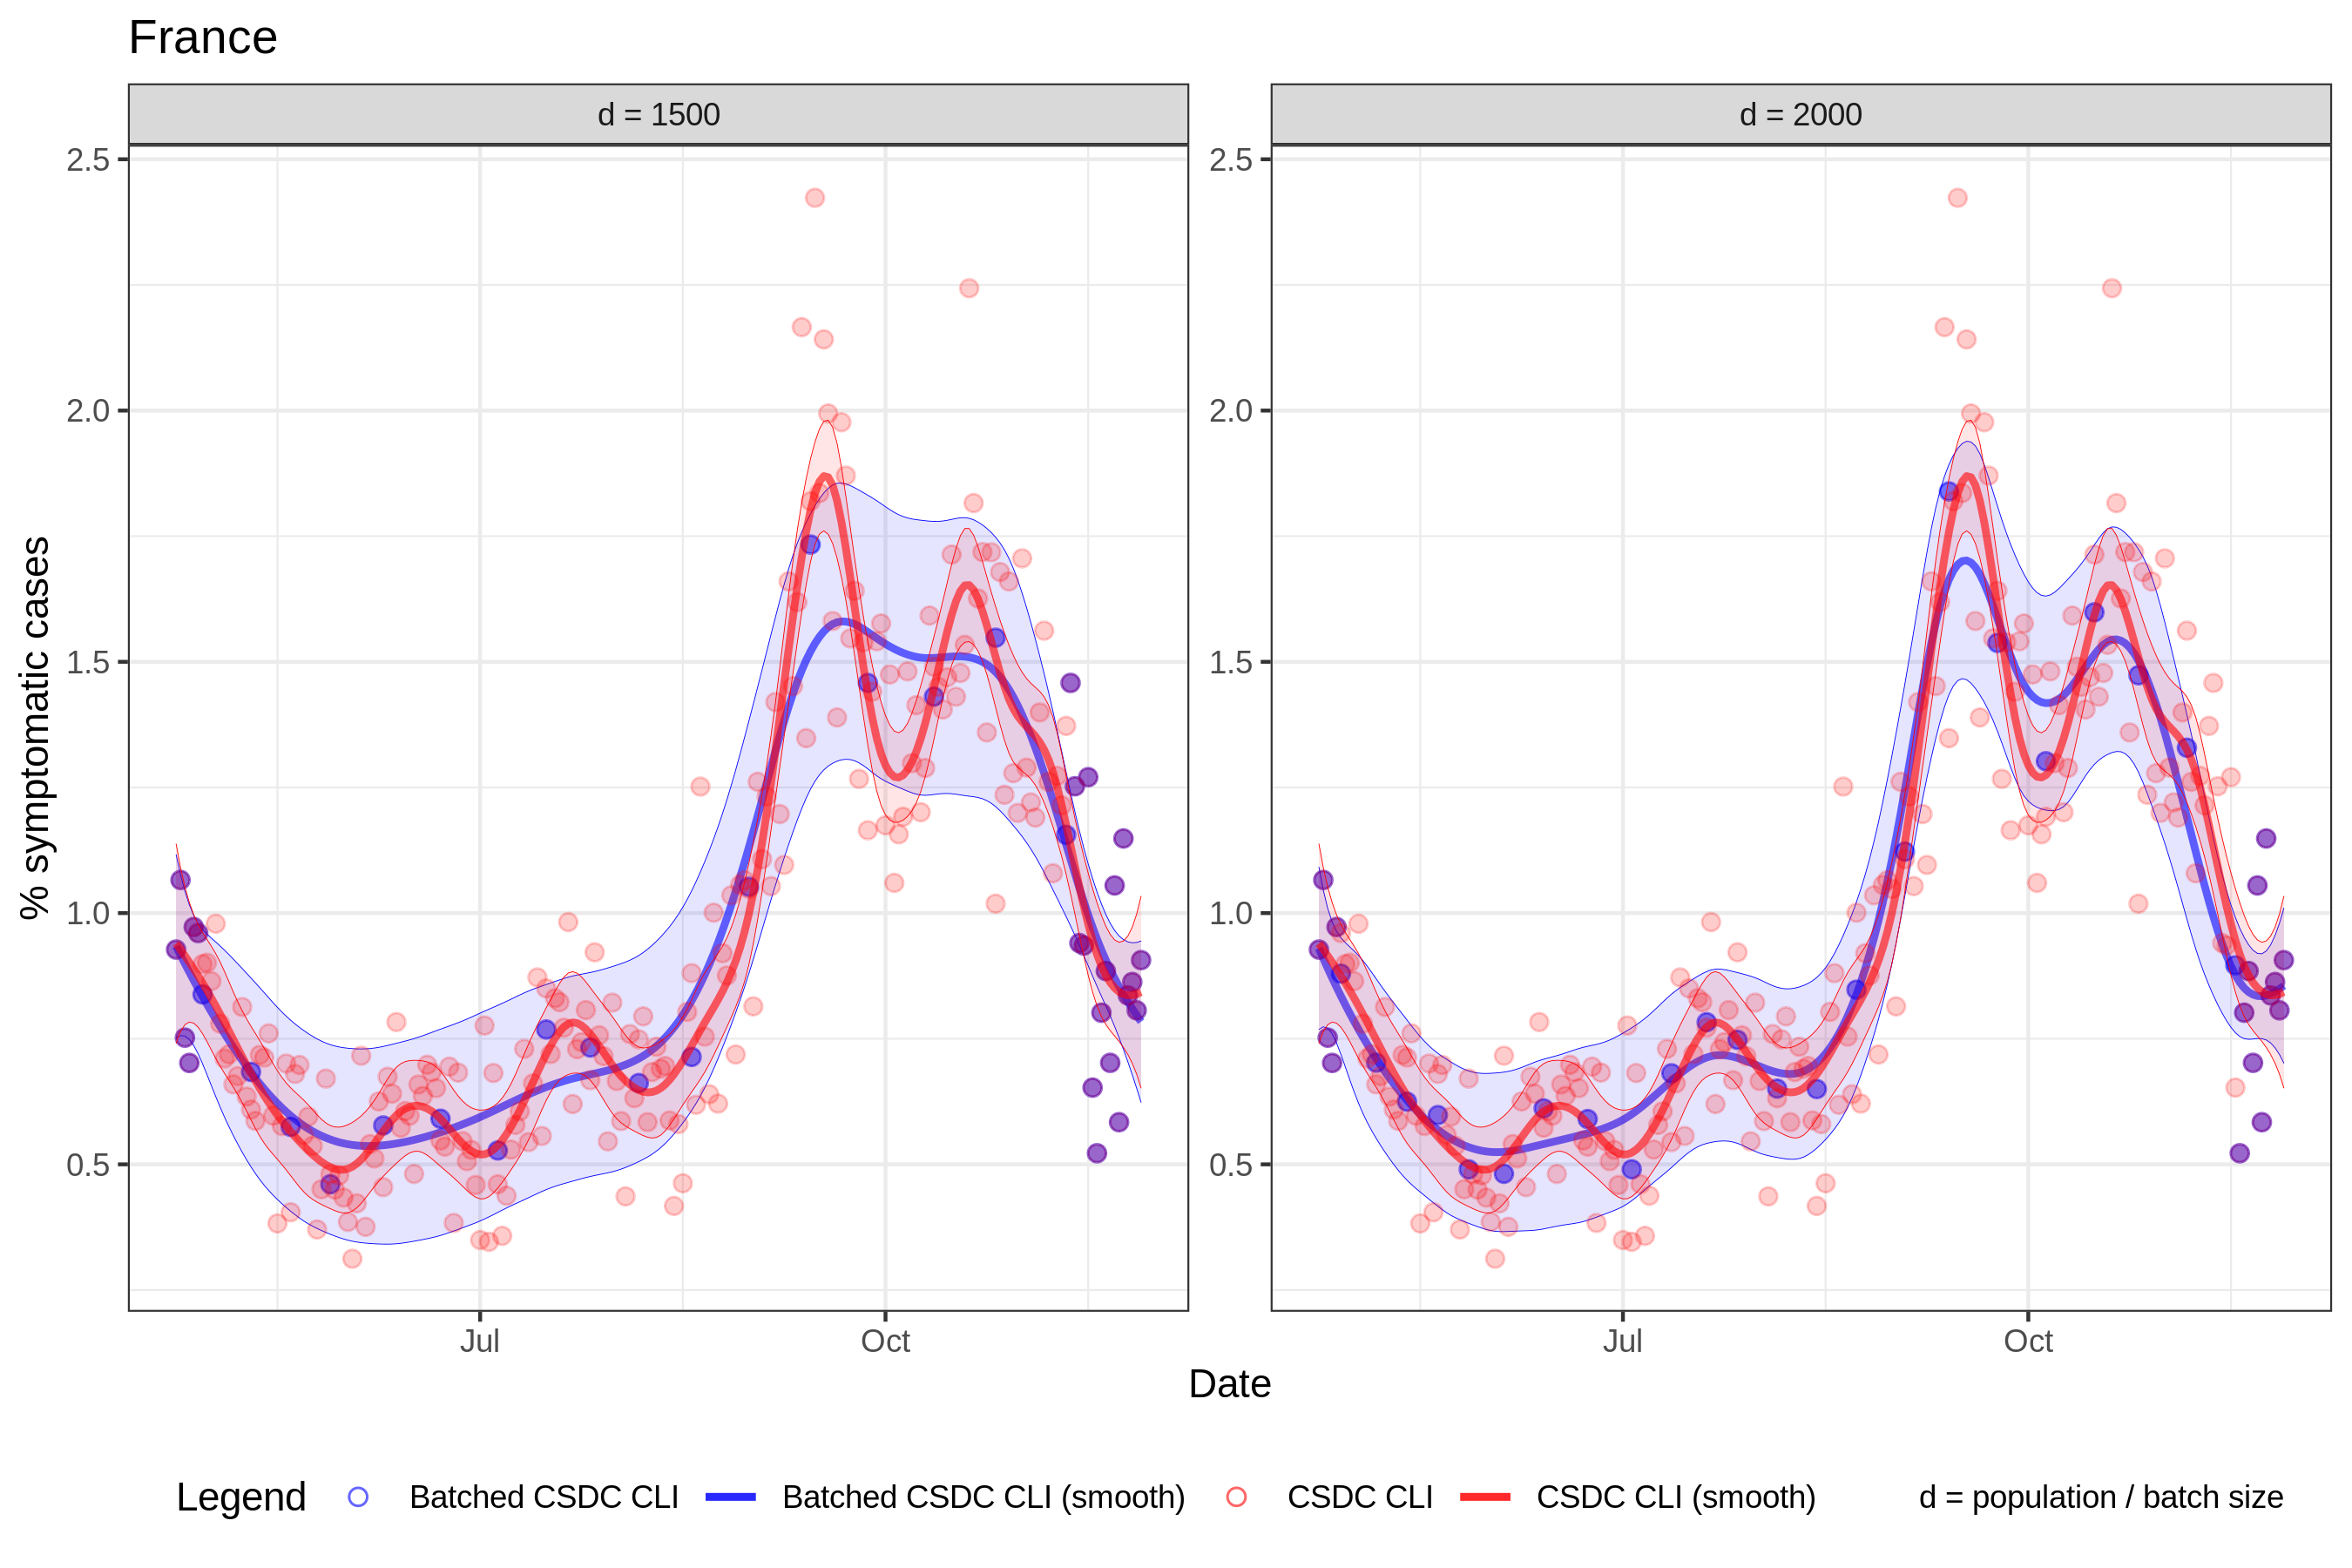 France
d = 1500
d = 2000
2.5
2.0
1.5
1.0
0.5
2.5
2.0
1.5
1.0
0.5
% symptomatic cases
Jul
Oct
Jul
Oct
Date
Legend Batched CSDC CLI Batched CSDC CLI (smooth) CSDC CLI CSDC CLI (smooth) d = population / batch size